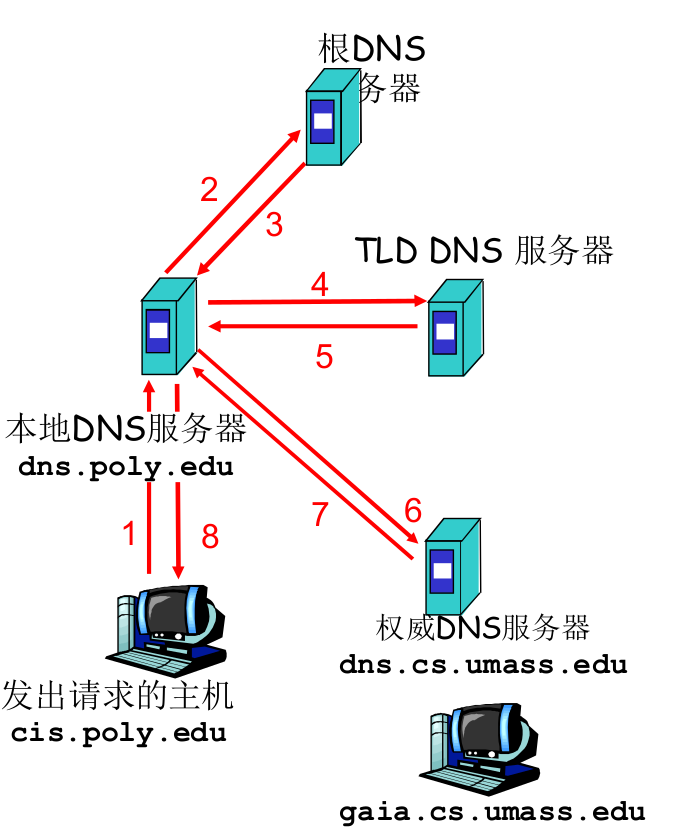 根DNS
务器
2
3
TLD DNS 服务器
4
5
本地DNS服务器
dns.poly.edu
1
8
7
6
权威DNS服务器
dns.cs.umass.edu
发出请求的主机
cis.poly.edu
gaia.cs.umass.edu